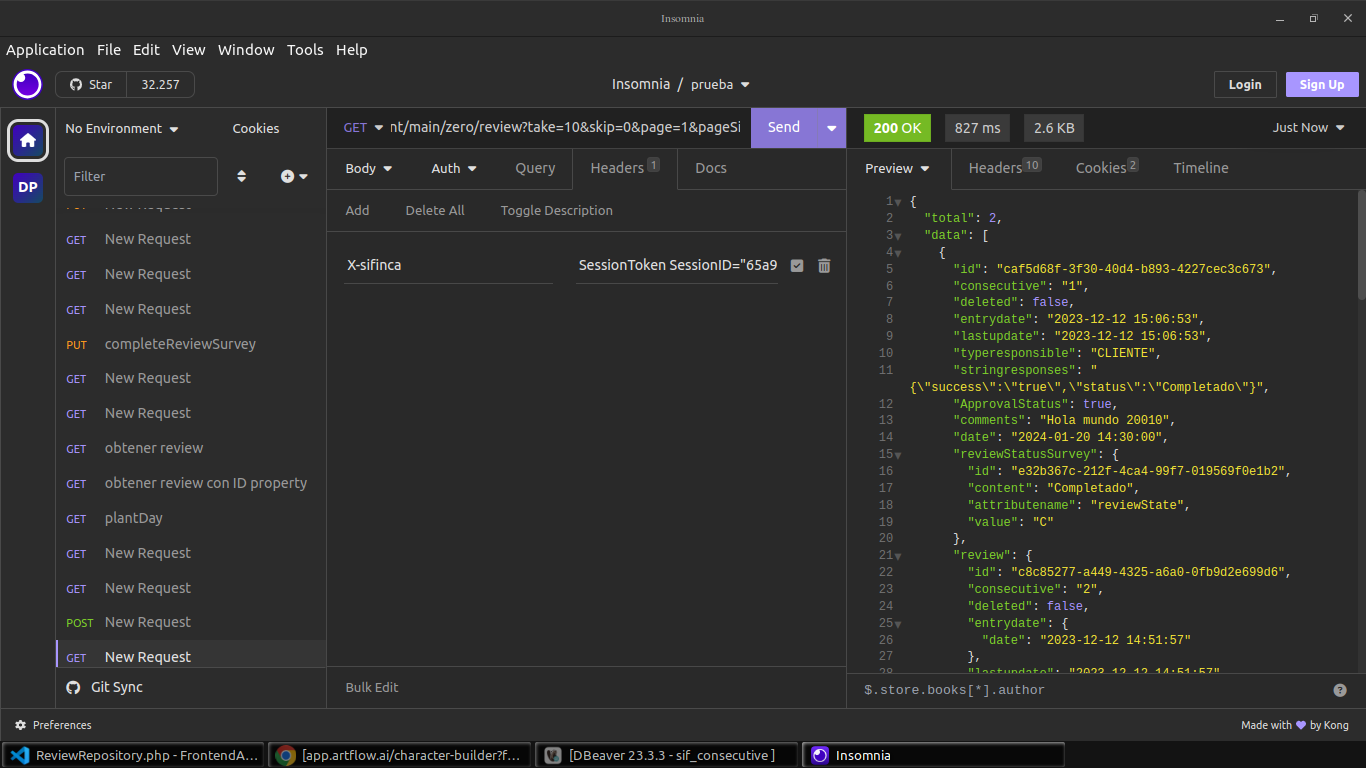 Insomnia
Application File Edit View Window Tools Help
Star 32.257
Insomnia / prueba
Login Sign Up
No Environment Cookies
GET nt/main/zero/review?take=10&skip=0&page=1&pageSi Send
200 OK 827 ms 2.6 KB Just Now
DP
Filter
Body Auth Query Headers 1 Docs
Preview Headers 10 Cookies 2 Timeline
Add Delete All Toggle Description
X-sifinca SessionToken SessionID="65a9
New Request
GET New Request
GET New Request
GET New Request
PUT completeReviewSurvey
GET New Request
GET New Request
GET obtener review
GET obtener review con ID property
GET plantDay
GET New Request
GET New Request
POST New Request
GET New Request
Git Sync
Bulk Edit
1 {
2 "total": 2,
3 "data": [
4 {
5 "id": "caf5d68f-3f30-40d4-b893-4227cec3c673",
6 "consecutive": "1",
7 "deleted": false,
8 "entrydate": "2023-12-12 15:06:53",
9 "lastupdate": "2023-12-12 15:06:53",
10 "typeresponsible": "CLIENTE",
11 "stringresponses": "
{\"success\":\"true\",\"status\":\"Completado\"}",
12 "ApprovalStatus": true,
13 "comments": "Hola mundo 20010",
14 "date": "2024-01-20 14:30:00",
15 "reviewStatusSurvey": {
16 "id": "e32b367c-212f-4ca4-99f7-019569f0e1b2",
17 "content": "Completado",
18 "attributename": "reviewState",
19 "value": "C"
20 },
21 "review": {
22 "id": "c8c85277-a449-4325-a6a0-0fb9d2e699d6",
23 "consecutive": "2",
24 "deleted": false,
25 "entrydate": {
26 "date": "2023-12-12 14:51:57"
27 },
28 "lastupdate": "2023-12-12 14:51:57"
$.store.books[*].author ?
Preferences
Made with by Kong
ReviewRepository.php - FrontendA...
[app.artflow.ai/character-builder?f...
[DBeaver 23.3.3 - sif_consecutive ]
Insomnia